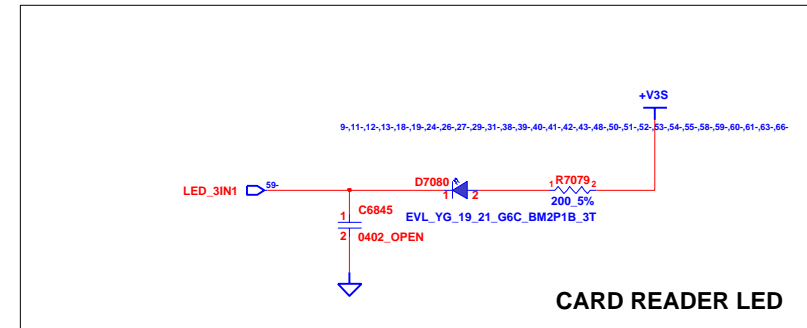 +V3S
9-,11-,12-,13-,18-,19-,24-,26-,27-,29-,31-,38-,39-,40-,41-,42-,43-,48-,50-,51-,52-,53-,54-,55-,58-,59-,60-,61-,63-,66-
LED_3IN1 59- D7080 1 2 1 R7079 2
200_5%
EVL_YG_19_21_G6C_BM2P1B_3T
1 C6845
2 0402_OPEN
CARD READER LED